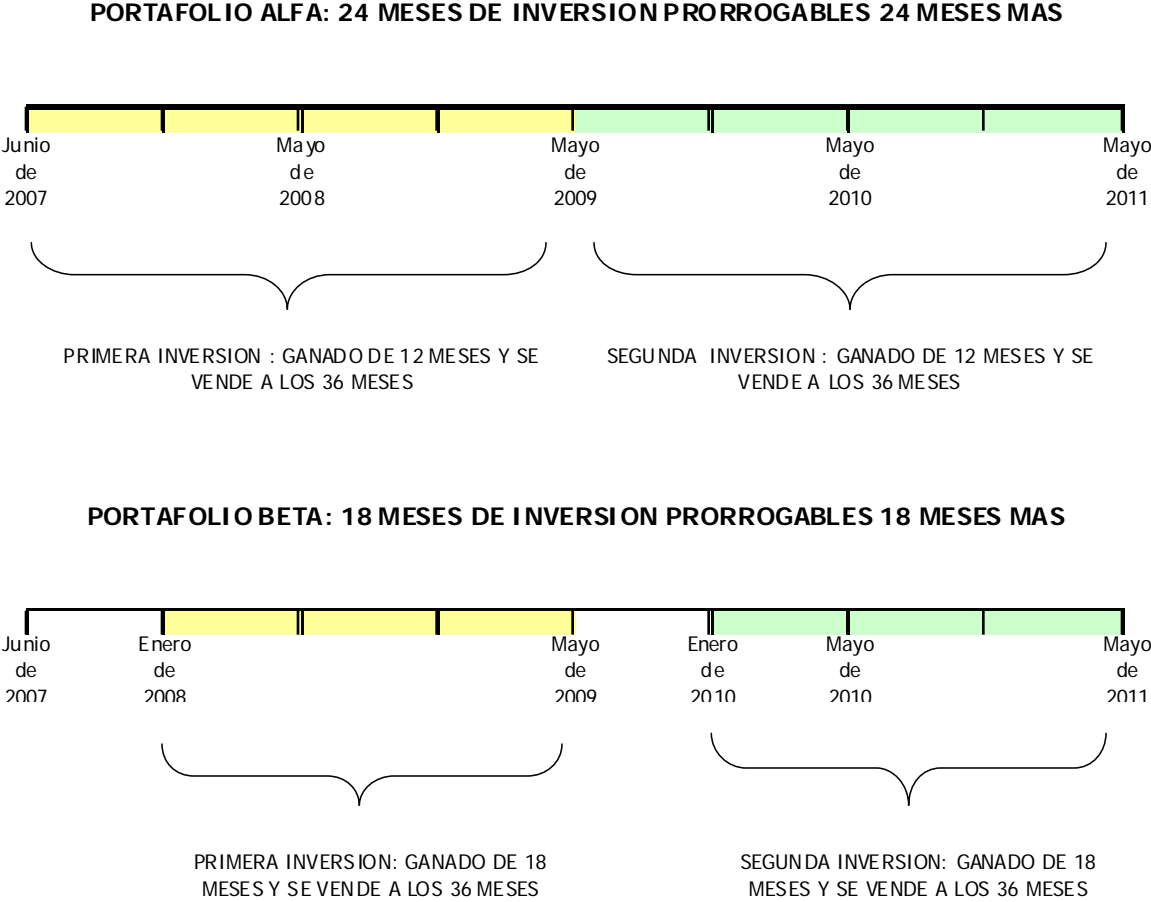 PORTAFOLIO ALFA: 24 MESES DE INVERSION PRORROGABLES 24 MESES MAS
Junio de 2007
Mayo de 2008
Mayo de 2009
Mayo de 2010
Mayo de 2011
PRIMERA INVERSION : GANADO DE 12 MESES Y SE
VENDE A LOS 36 MESES
SEGUNDA INVERSION : GANADO DE 12 MESES Y SE
VENDE A LOS 36 MESES
PORTAFOLIO BETA: 18 MESES DE INVERSION PRORROGABLES 18 MESES MAS
Junio de 2007
Enero de 2008
Mayo de 2009
Enero de 2010
Mayo de 2010
Mayo de 2011
PRIMERA INVERSION: GANADO DE 18
MESES Y SE VENDE A LOS 36 MESES
SEGUNDA INVERSION: GANADO DE 18
MESES Y SE VENDE A LOS 36 MESES